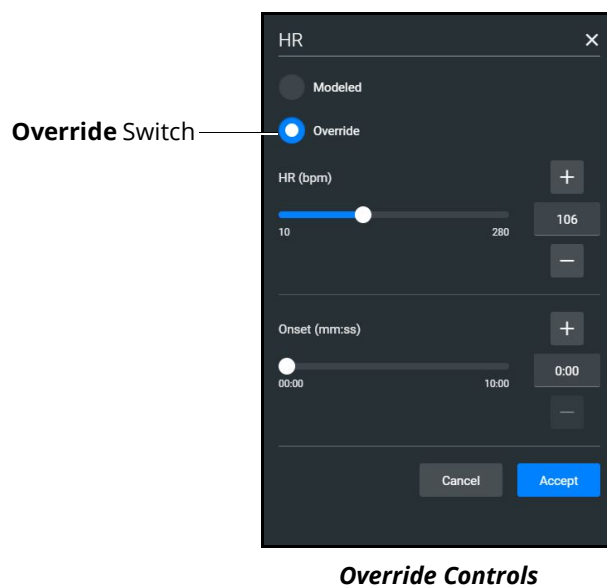 HR ×
Modeled
Override Switch
Override
HR (bpm) +
106
10 280
−
Onset (mm:ss) +
0:00
00:00 10:00
−
Cancel Accept
Override Controls